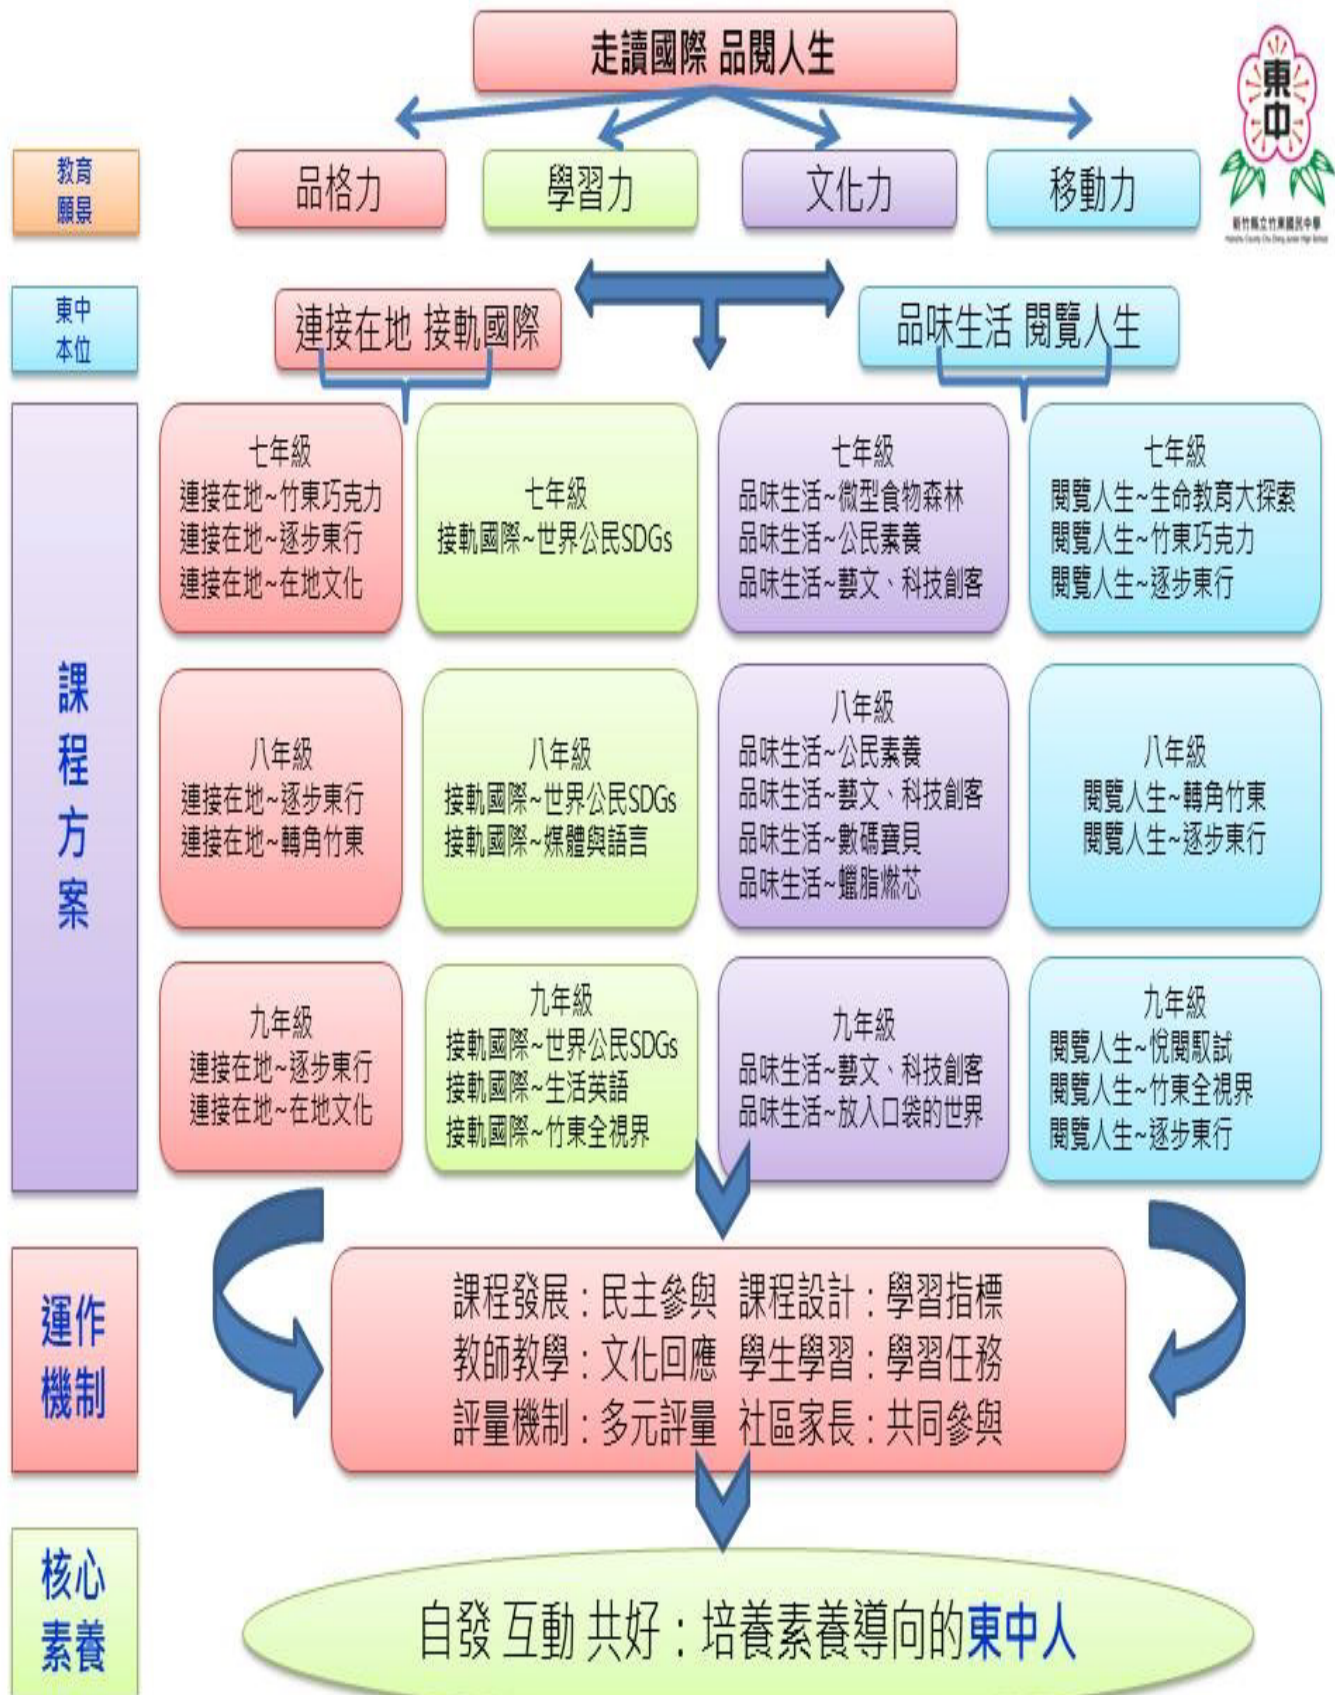 走讀國際 品閱人生
東中
新竹縣立竹東國民中學
教育
願景
品格力
學習力
文化力
移動力
東中
本位
連接在地 接軌國際
品味生活 閱覽人生
課程方案
七年級
連接在地~竹東巧克力
連接在地~逐步東行
連接在地~在地文化
七年級
接軌國際~世界公民SDGs
七年級
品味生活~微型食物森林
品味生活~公民素養
品味生活~藝文、科技創客
七年級
閱覽人生~生命教育大探索
閱覽人生~竹東巧克力
閱覽人生~逐步東行
八年級
連接在地~逐步東行
連接在地~轉角竹東
八年級
接軌國際~世界公民SDGs
接軌國際~媒體與語言
八年級
品味生活~公民素養
品味生活~藝文、科技創客
品味生活~數碼寶貝
品味生活~蠟脂燃芯
八年級
閱覽人生~轉角竹東
閱覽人生~逐步東行
九年級
連接在地~逐步東行
連接在地~在地文化
九年級
接軌國際~世界公民SDGs
接軌國際~生活英語
接軌國際~竹東全視界
九年級
品味生活~藝文、科技創客
品味生活~放入口袋的世界
九年級
閱覽人生~悅閱馭試
閱覽人生~竹東全視界
閱覽人生~逐步東行
運作
機制
課程發展：民主參與 課程設計：學習指標
教師教學：文化回應 學生學習：學習任務
評量機制：多元評量 社區家長：共同參與
核心
素養
自發 互動 共好：培養素養導向的東中人